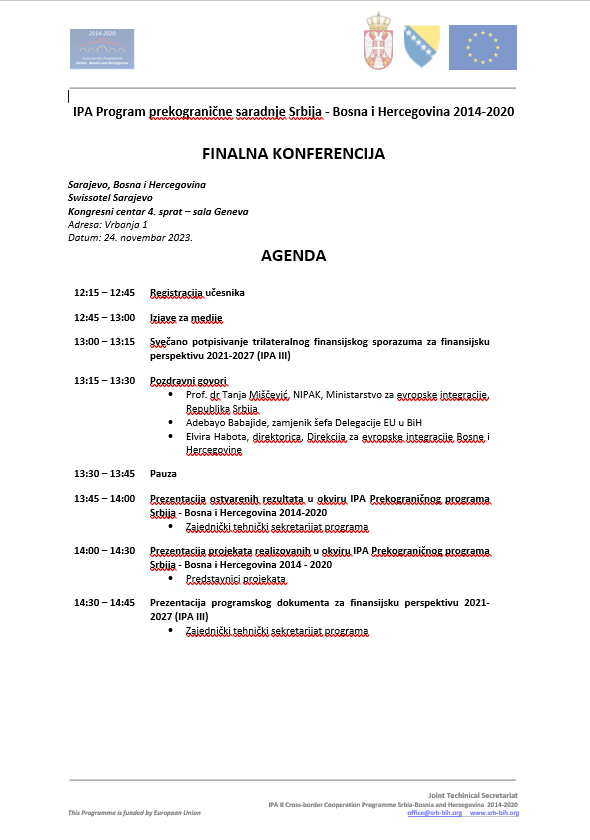 2014-2020
Cross-border Programme
Serbia, Bosnia and Herzegovina
IPA Program prekogranične saradnje Srbija - Bosna i Hercegovina 2014-2020
FINALNA KONFERENCIJA
Sarajevo, Bosna i Hercegovina
Swissotel Sarajevo
Kongresni centar 4. sprat – sala Geneva
Adresa: Vrbanja 1
Datum: 24. novembar 2023.
AGENDA
12:15 – 12:45 Registracija učesnika
12:45 – 13:00 Izjave za medije
13:00 – 13:15 Svečano potpisivanje trilateralnog finansijskog sporazuma za finansijsku
perspektivu 2021-2027 (IPA III)
13:15 – 13:30 Pozdravni govori
• Prof. dr Tanja Miščević, NIPAK, Ministarstvo za evropske integracije,
Republika Srbija
• Adebayo Babajide, zamjenik šefa Delegacije EU u BiH
• Elvira Habota, direktorica, Direkcija za evropske integracije Bosne i
Hercegovine
13:30 – 13:45 Pauza
13:45 – 14:00 Prezentacija ostvarenih rezultata u okviru IPA Prekograničnog programa
Srbija - Bosna i Hercegovina 2014-2020
• Zajednički tehnički sekretarijat programa
14:00 – 14:30 Prezentacija projekata realizovanih u okviru IPA Prekograničnog programa
Srbija - Bosna i Hercegovina 2014 - 2020
• Predstavnici projekata
14:30 – 14:45 Prezentacija programskog dokumenta za finansijsku perspektivu 2021-
2027 (IPA III)
• Zajednički tehnički sekretarijat programa
Joint Techinical Secretariat
IPA II Cross-border Cooperation Programme Serbia-Bosnia and Herzegovina 2014-2020
This Programme is funded by European Union office@srb-bih.org www.srb-bih.org